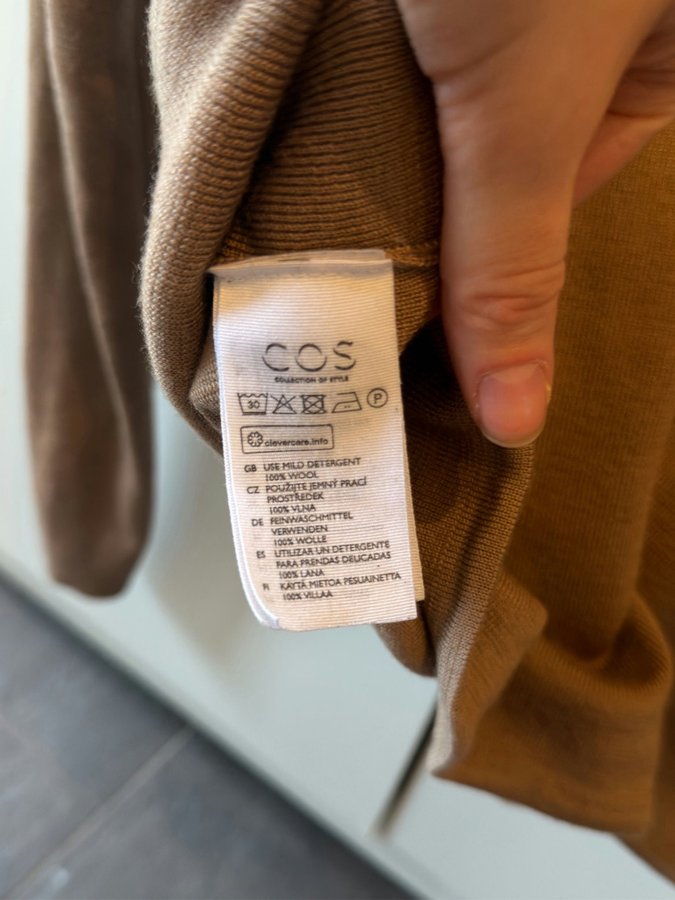 COS
COLLECTION OF STYLE
30 P
clevercare.info
GB USE MILD DETERGENT
100% WOOL
CZ POUŽIJTE JEMNÝ PRACÍ
PROSTŘEDEK
100% VLNA
DE FEINWASCHMITTEL
VERWENDEN
100% WOLLE
ES UTILIZAR UN DETERGENTE
PARA PRENDAS DELICADAS
100% LANA
FI KÄYTÄ MIETOA PESUAINETTA
100% VILLAA